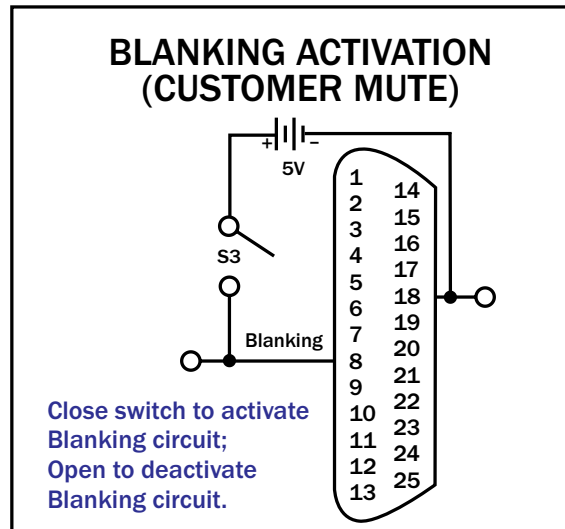 BLANKING ACTIVATION
(CUSTOMER MUTE)
+ –
5V
S3
Blanking
1
2
3
4
5
6
7
8
9
10
11
12
13
14
15
16
17
18
19
20
21
22
23
24
25
Close switch to activate
Blanking circuit;
Open to deactivate
Blanking circuit.